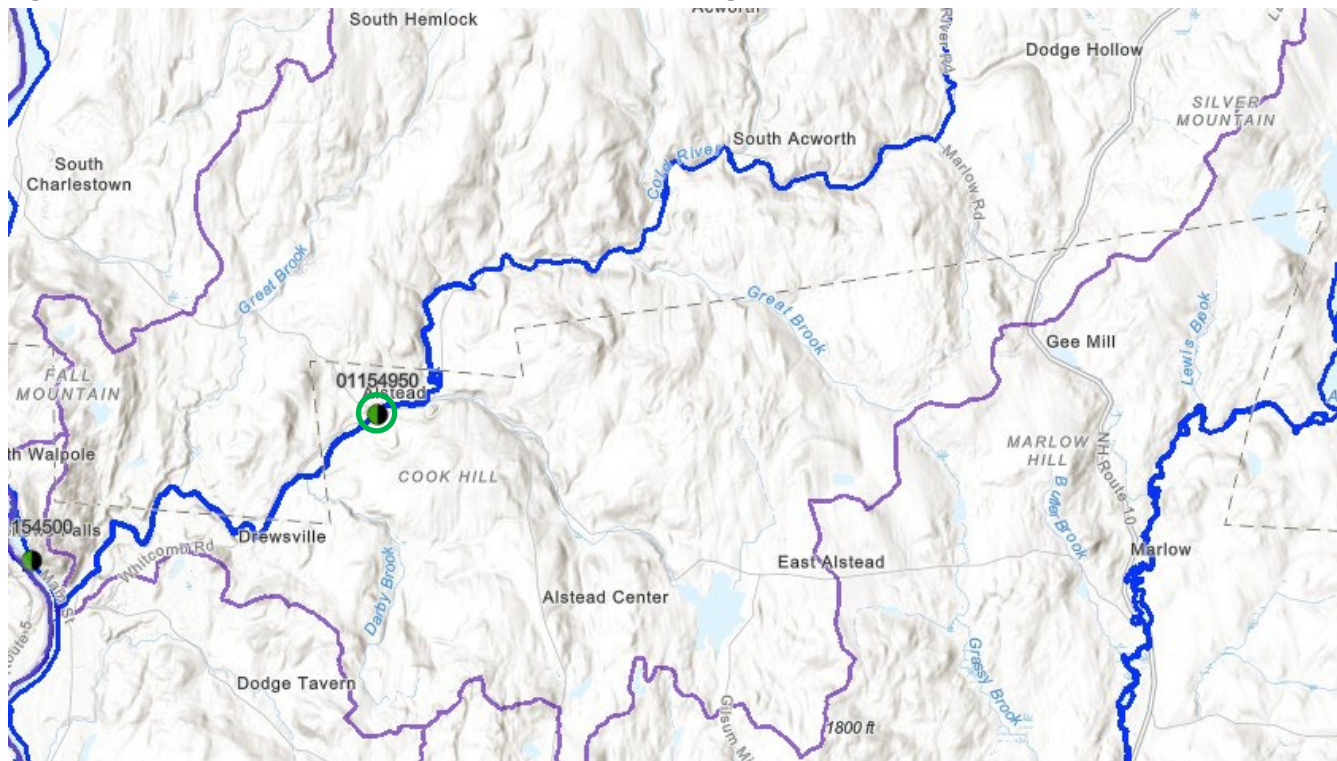 South Hemlock
River Rd
Dodge Hollow
SILVER
MOUNTAIN
South Acworth
South
Charlestown
Cold River
Marlow Rd
Great Brook
Great Brook
Lewis Brook
Gee Mill
FALL
MOUNTAIN
01154950
Alstead
MARLOW
HILL
NH Route 10
th Walpole
COOK HILL
Butler Brook
154500
alls
Drewsville
Whitcomb Rd
Main St
Marlow
East Alstead
Darby Brook
Alstead Center
oute 5
Grassy Brook
Dodge Tavern
Gilsum Mi
1800 ft